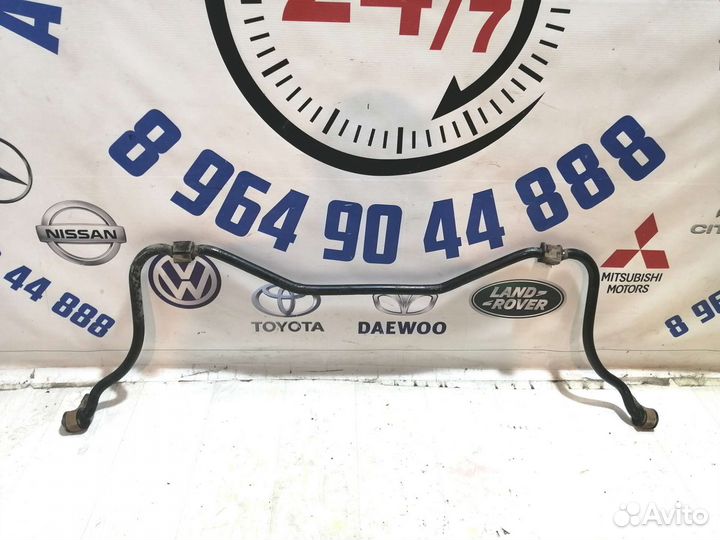 24/7
8 964 90 44 888
NISSAN
CIT
MITSUBISHI
MOTORS
LAND-
ROVER
TOYOTA
DAEWOO
44 888
8 96
Avito